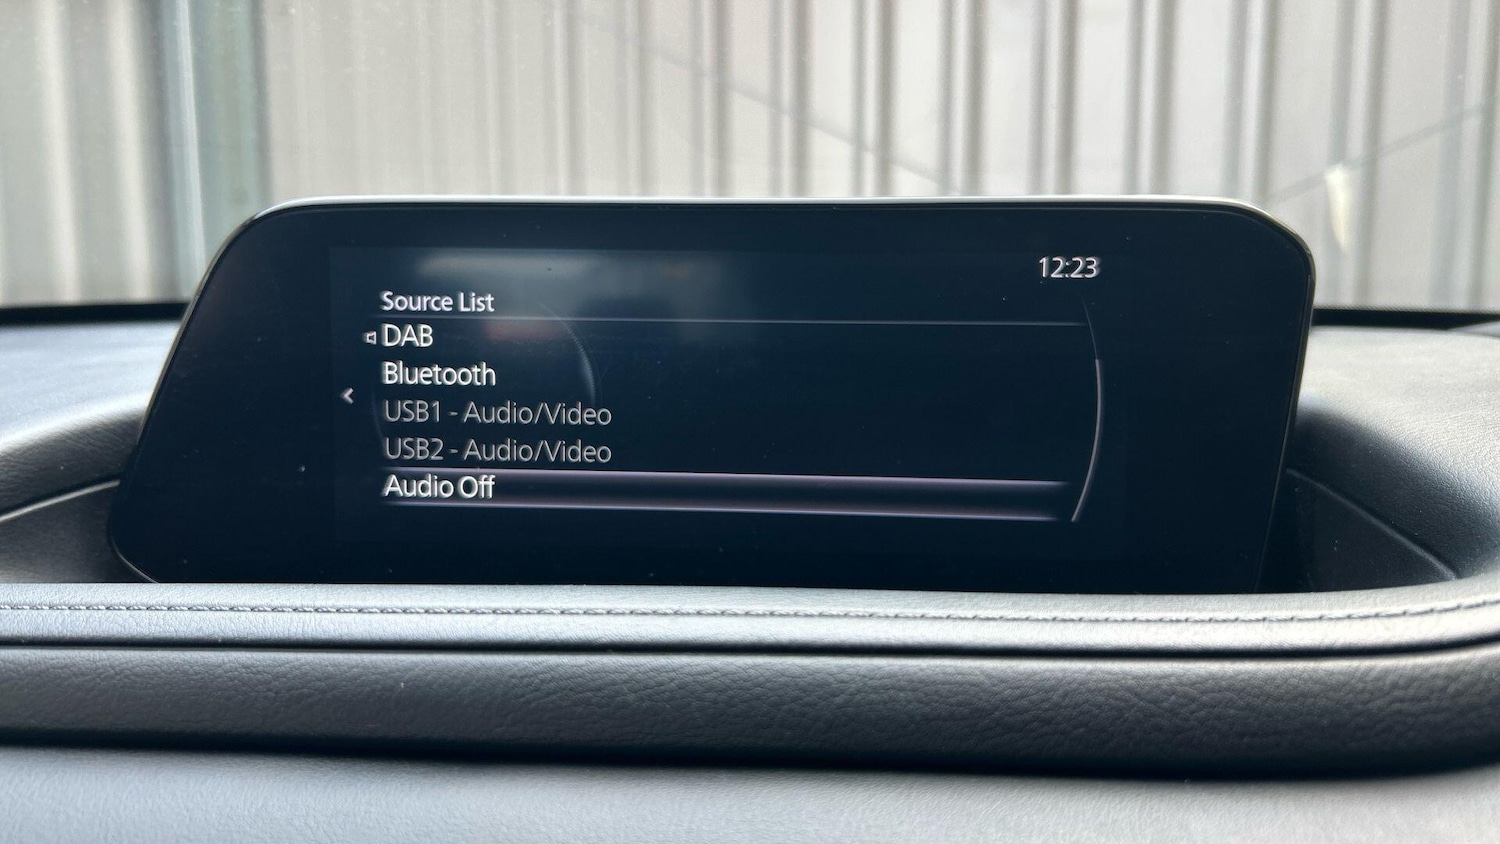 12:23
Source List
DAB
Bluetooth
USB1 - Audio/Video
USB2 - Audio/Video
Audio Off